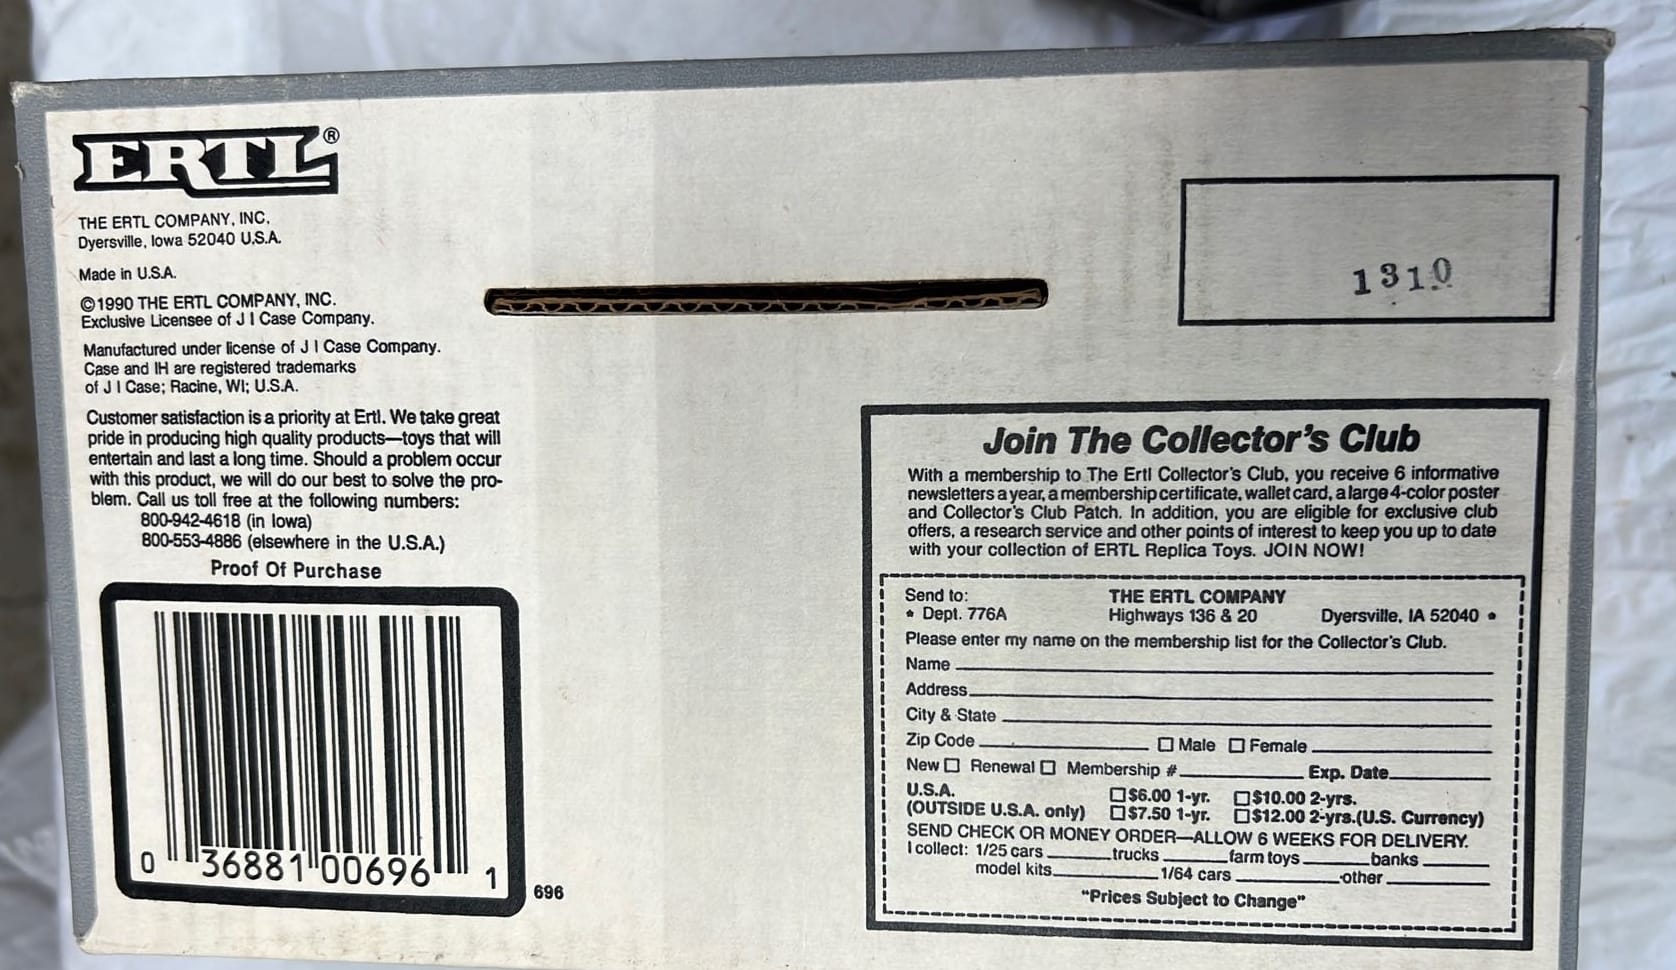 ERTL®
THE ERTL COMPANY, INC.
Dyersville, Iowa 52040 U.S.A.
Made in U.S.A.
©1990 THE ERTL COMPANY, INC.
Exclusive Licensee of J I Case Company.
Manufactured under license of J I Case Company.
Case and IH are registered trademarks
of J I Case; Racine, WI; U.S.A.
Customer satisfaction is a priority at Ertl. We take great
pride in producing high quality products—toys that will
entertain and last a long time. Should a problem occur
with this product, we will do our best to solve the pro-
blem. Call us toll free at the following numbers:
800-942-4618 (in Iowa)
800-553-4886 (elsewhere in the U.S.A.)
Proof Of Purchase
0 36881 00696 1
696
1310
Join The Collector's Club
With a membership to The Ertl Collector's Club, you receive 6 informative
newsletters a year, a membership certificate, wallet card, a large 4-color poster
and Collector's Club Patch. In addition, you are eligible for exclusive club
offers, a research service and other points of interest to keep you up to date
with your collection of ERTL Replica Toys. JOIN NOW!
Send to: THE ERTL COMPANY
• Dept. 776A Highways 136 & 20 Dyersville, IA 52040 •
Please enter my name on the membership list for the Collector's Club.
Name
Address
City & State
Zip Code □ Male □ Female
New □ Renewal □ Membership # Exp. Date
U.S.A. □ $6.00 1-yr. □ $10.00 2-yrs.
(OUTSIDE U.S.A. only) □ $7.50 1-yr. □ $12.00 2-yrs.(U.S. Currency)
SEND CHECK OR MONEY ORDER—ALLOW 6 WEEKS FOR DELIVERY.
I collect: 1/25 cars trucks farm toys banks
model kits 1/64 cars other
"Prices Subject to Change"